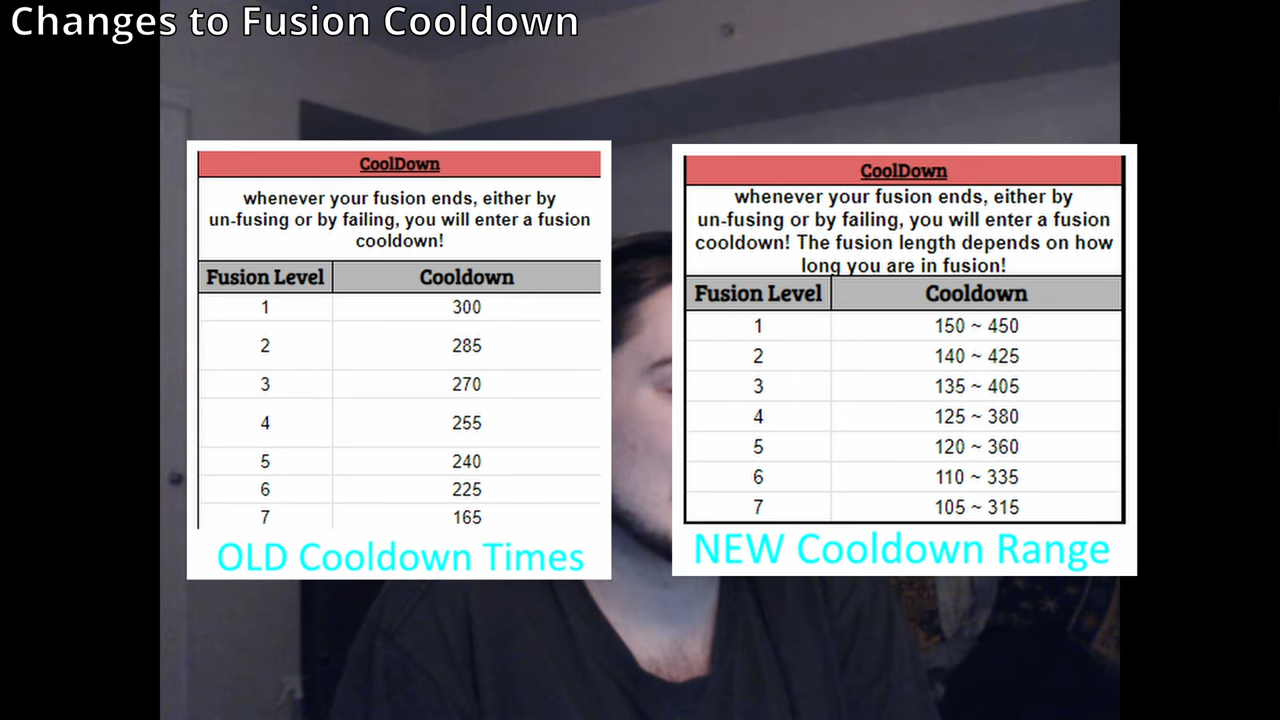 Changes to Fusion Cooldown
CoolDown
whenever your fusion ends, either by
un-fusing or by failing, you will enter a fusion
cooldown!
Fusion Level Cooldown
1 300
2 285
3 270
4 255
5 240
6 225
7 165
OLD Cooldown Times
CoolDown
whenever your fusion ends, either by
un-fusing or by failing, you will enter a fusion
cooldown! The fusion length depends on how
long you are in fusion!
Fusion Level Cooldown
1 150 ~ 450
2 140 ~ 425
3 135 ~ 405
4 125 ~ 380
5 120 ~ 360
6 110 ~ 335
7 105 ~ 315
NEW Cooldown Range